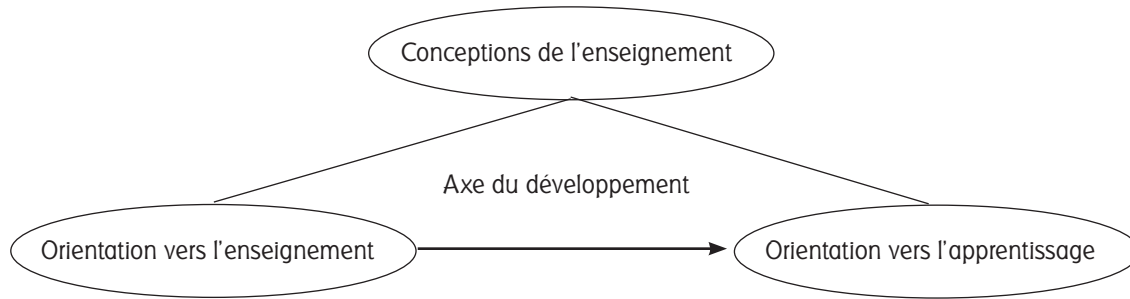 Conceptions de l'enseignement
Axe du développement
Orientation vers l'enseignement
Orientation vers l'apprentissage